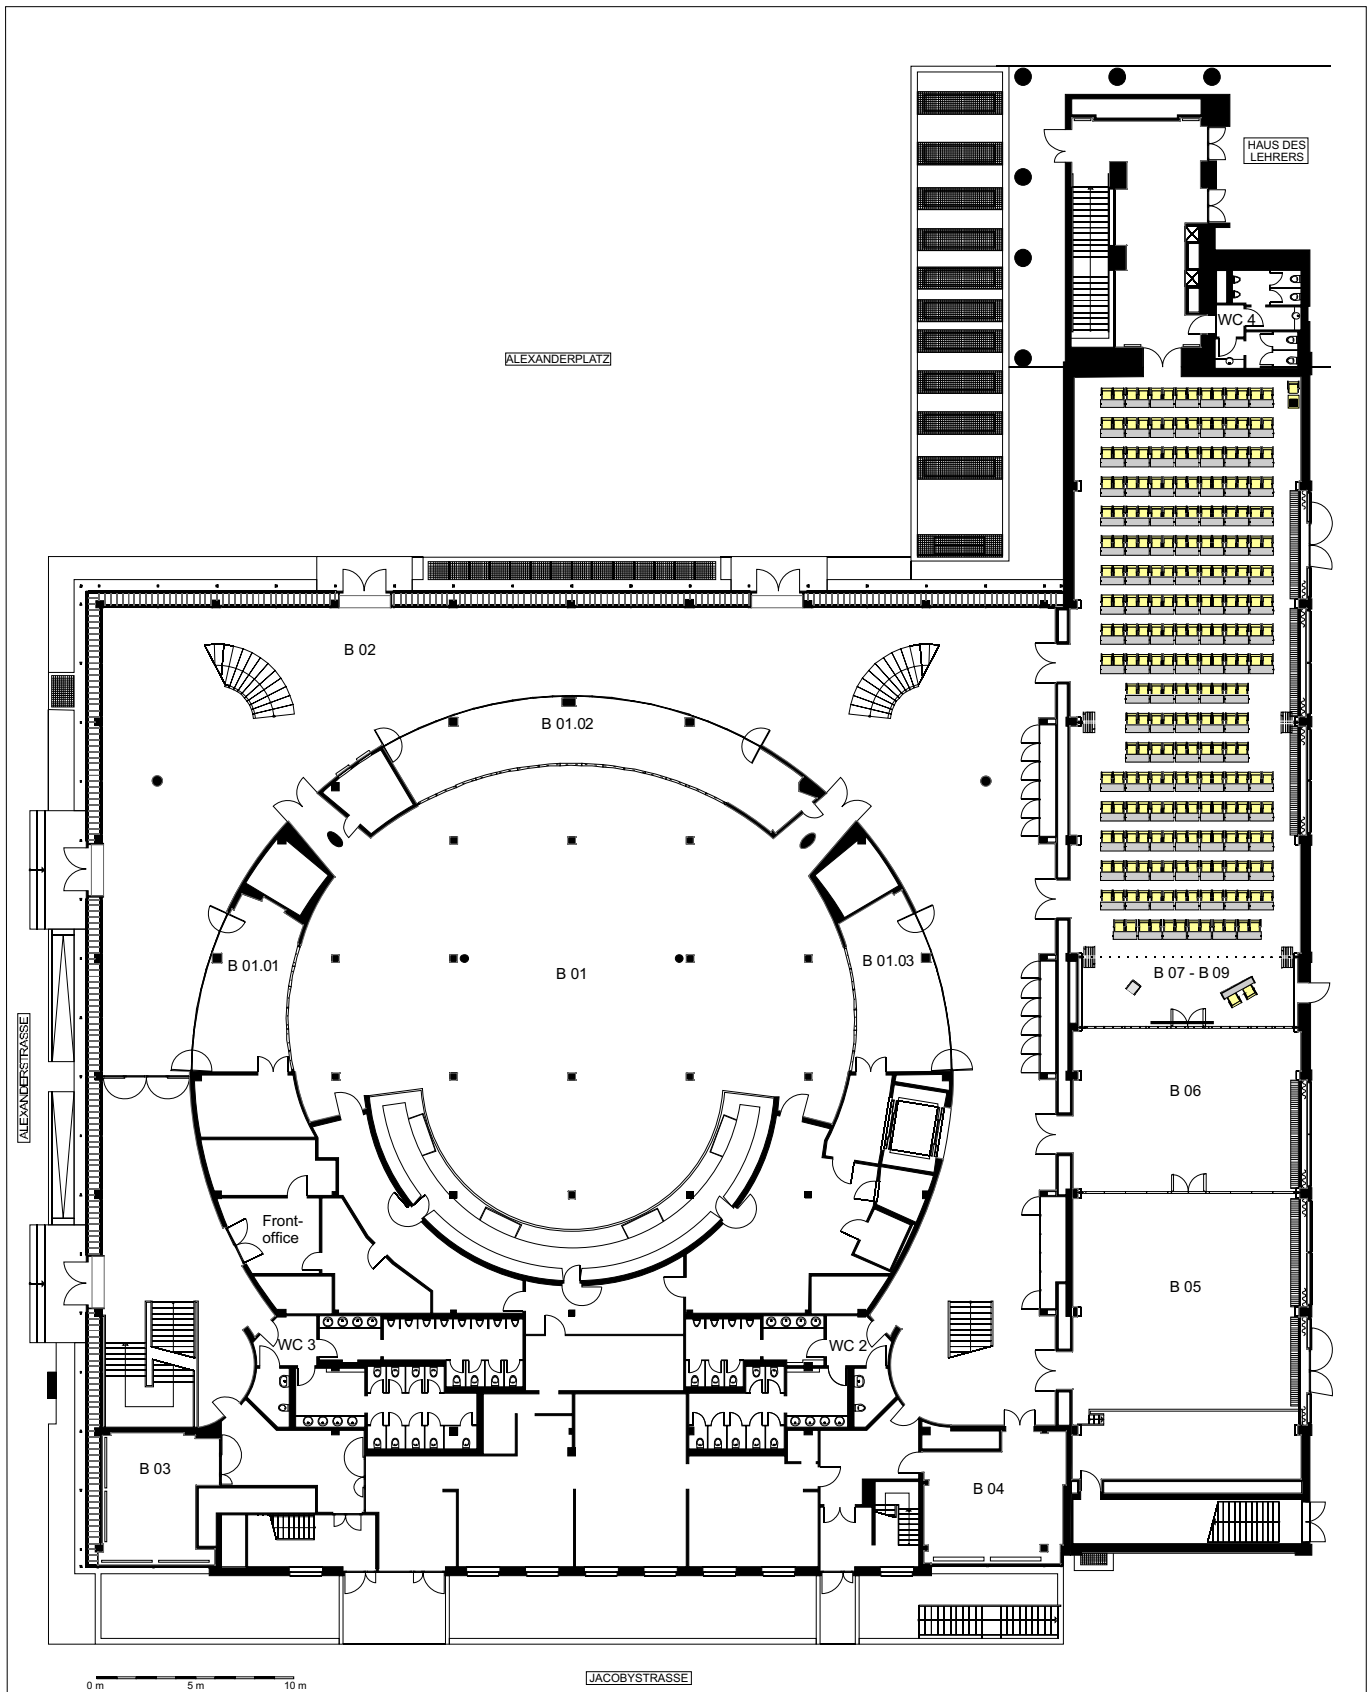 HAUS DES
LEHRERS
WC 4
ALEXANDERPLATZ
B 02
B 01.02
B 01.01
B 01
B 01.03
B 07 - B 09
ALEXANDERSTRASSE
B 06
Front-
office
B 05
WC 3
WC 2
B 03
B 04
JACOBYSTRASSE
0 m 5 m 10 m